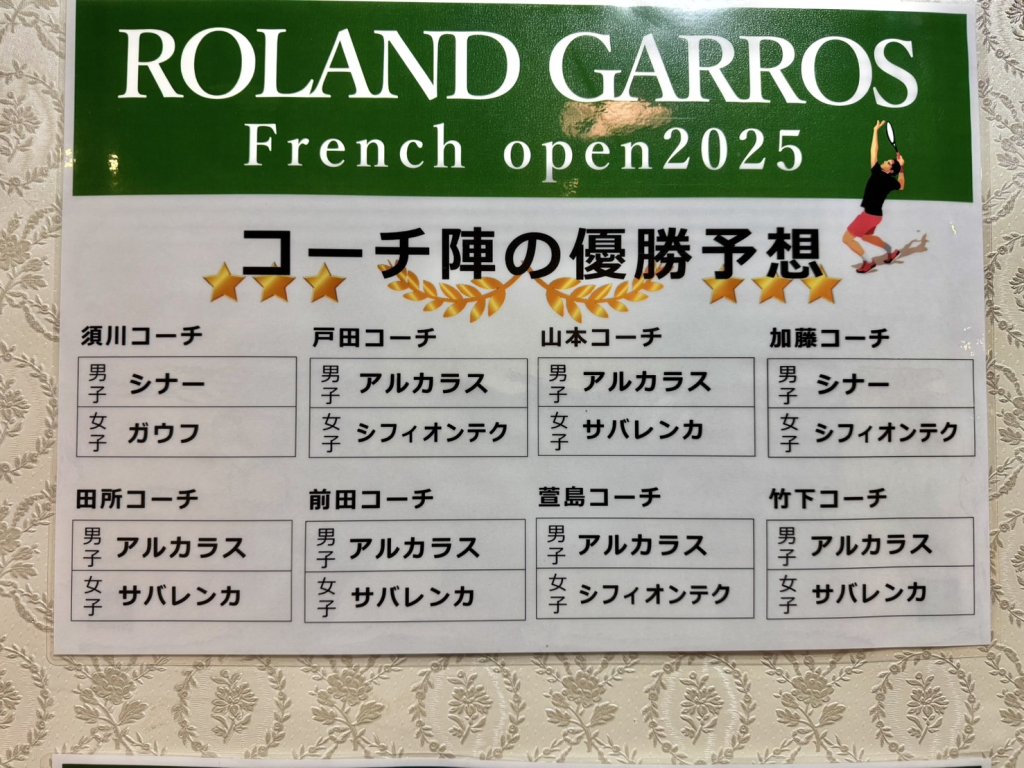 ROLAND GARROS
French open2025
コーチ陣の優勝予想
須川コーチ
男子 シナー
女子 ガウフ
戸田コーチ
男子 アルカラス
女子 シフィオンテク
山本コーチ
男子 アルカラス
女子 サバレンカ
加藤コーチ
男子 シナー
女子 シフィオンテク
田所コーチ
男子 アルカラス
女子 サバレンカ
前田コーチ
男子 アルカラス
女子 サバレンカ
萱島コーチ
男子 アルカラス
女子 シフィオンテク
竹下コーチ
男子 アルカラス
女子 サバレンカ